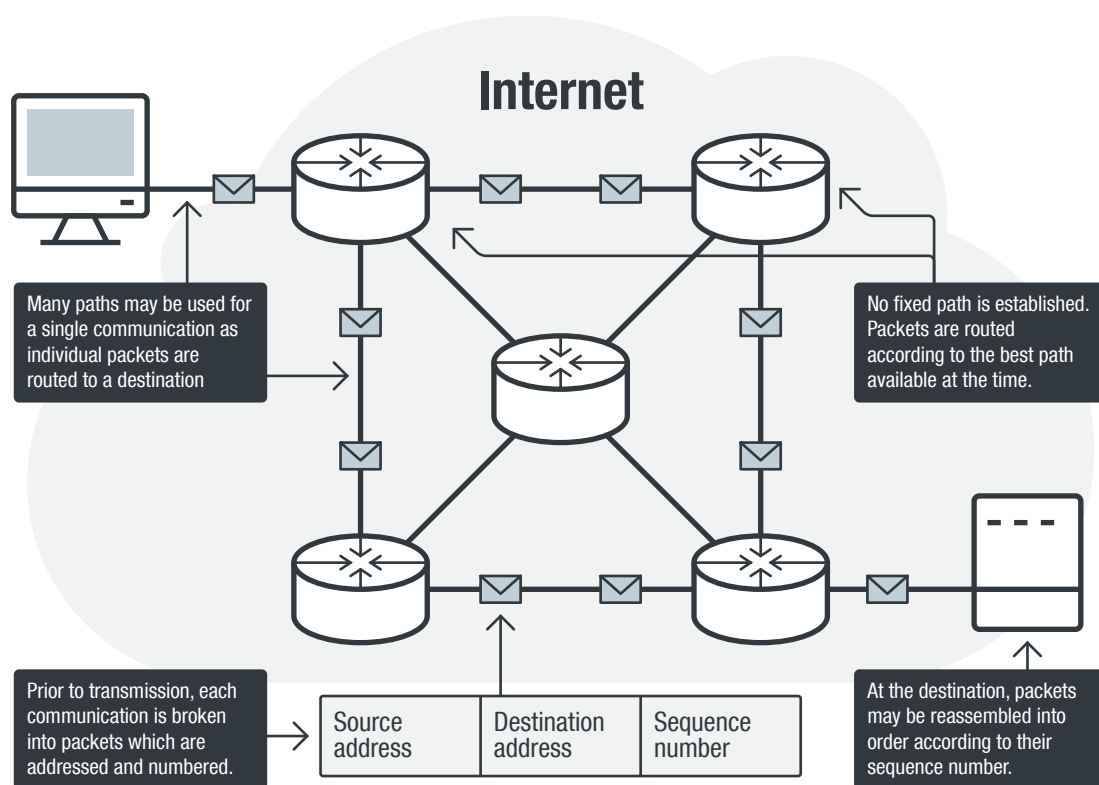 Internet
Many paths may be used for
a single communication as
individual packets are
routed to a destination
No fixed path is established.
Packets are routed
according to the best path
available at the time.
Prior to transmission, each
communication is broken
into packets which are
addressed and numbered.
Source
address
Destination
address
Sequence
number
At the destination, packets
may be reassembled into
order according to their
sequence number.